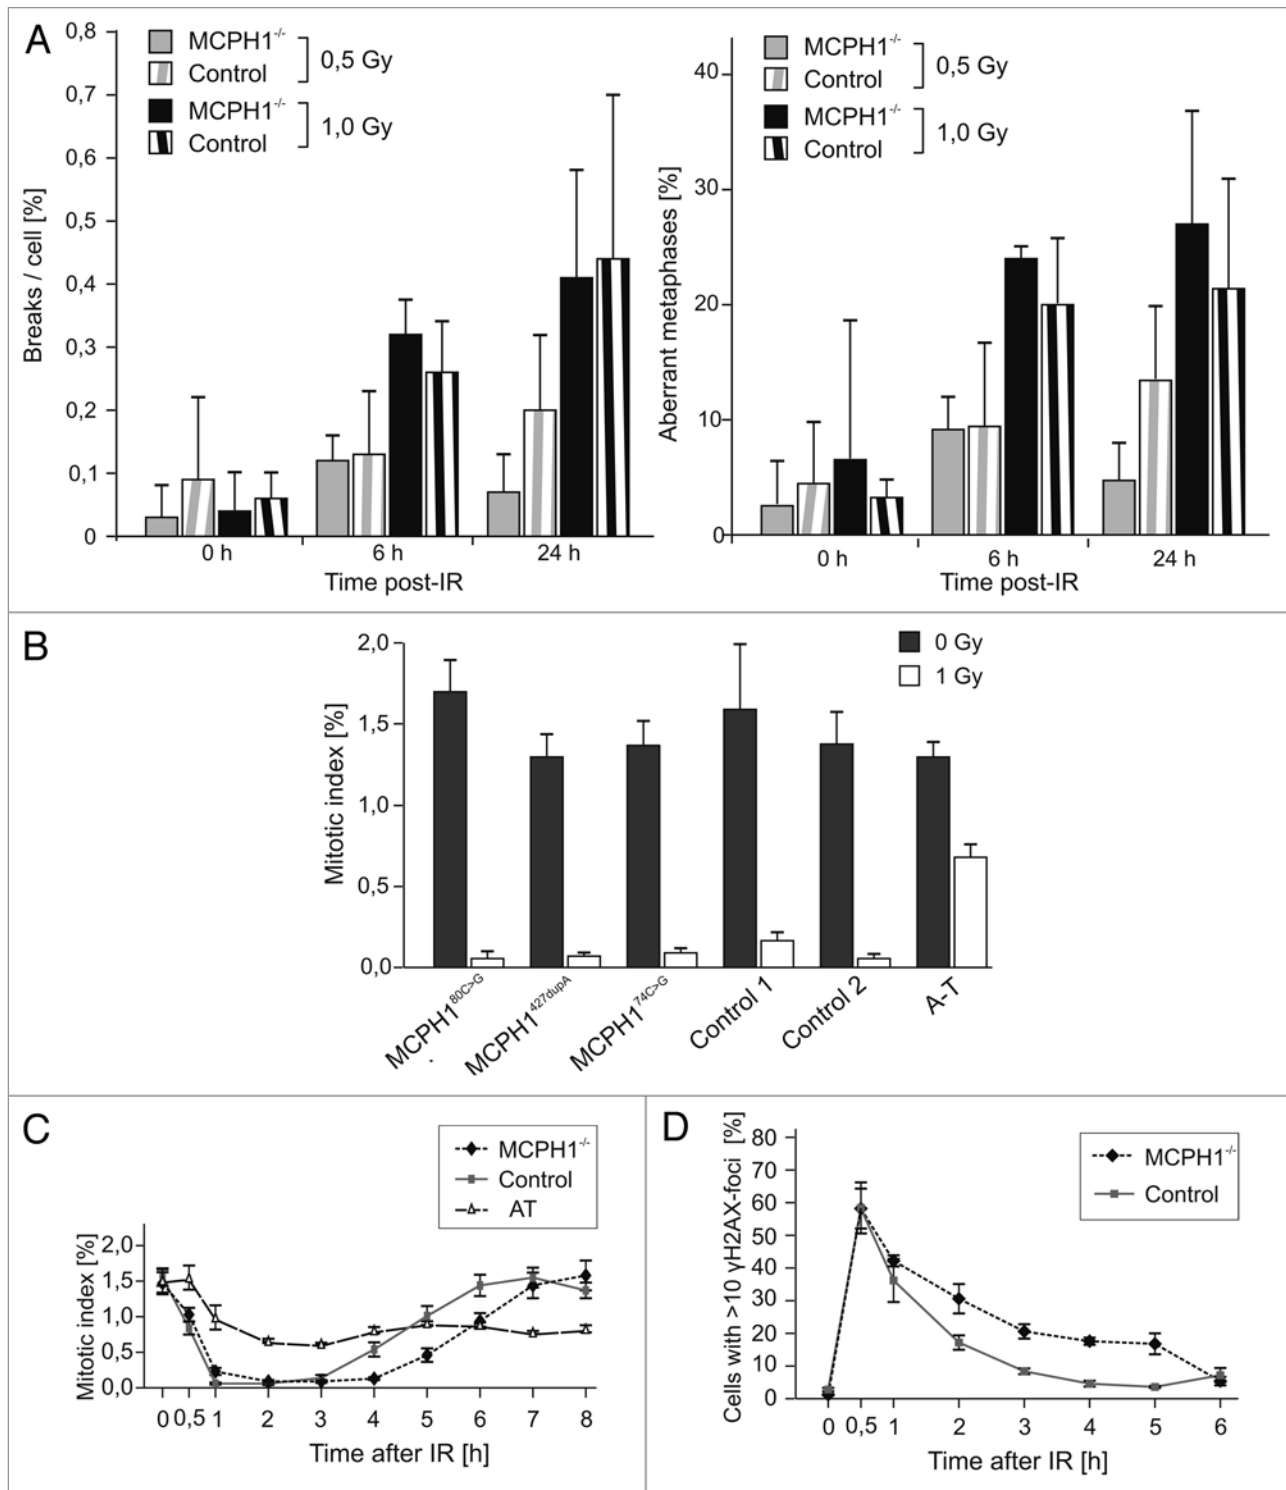 A
0,8
0,7
0,6
0,5
0,4
0,3
0,2
0,1
0
Breaks / cell [%]
MCPH1-/-
Control
0,5 Gy
MCPH1-/-
Control
1,0 Gy
0 h
6 h
24 h
Time post-IR
40
30
20
10
0
Aberrant metaphases [%]
MCPH1-/-
Control
0,5 Gy
MCPH1-/-
Control
1,0 Gy
0 h
6 h
24 h
Time post-IR
B
2,0
1,5
1,0
0,5
0,0
Mitotic index [%]
0 Gy
1 Gy
MCPH1 80C>G
MCPH1 427dupA
MCPH1 74C>G
Control 1
Control 2
A-T
C
MCPH1-/-
Control
AT
2,0
1,5
1,0
0,5
0,0
Mitotic index [%]
0 0,5 1 2 3 4 5 6 7 8
Time after IR [h]
D
Cells with >10 γH2AX-foci [%]
80
70
60
50
40
30
20
10
0
MCPH1-/-
Control
0 0,5 1 2 3 4 5 6
Time after IR [h]